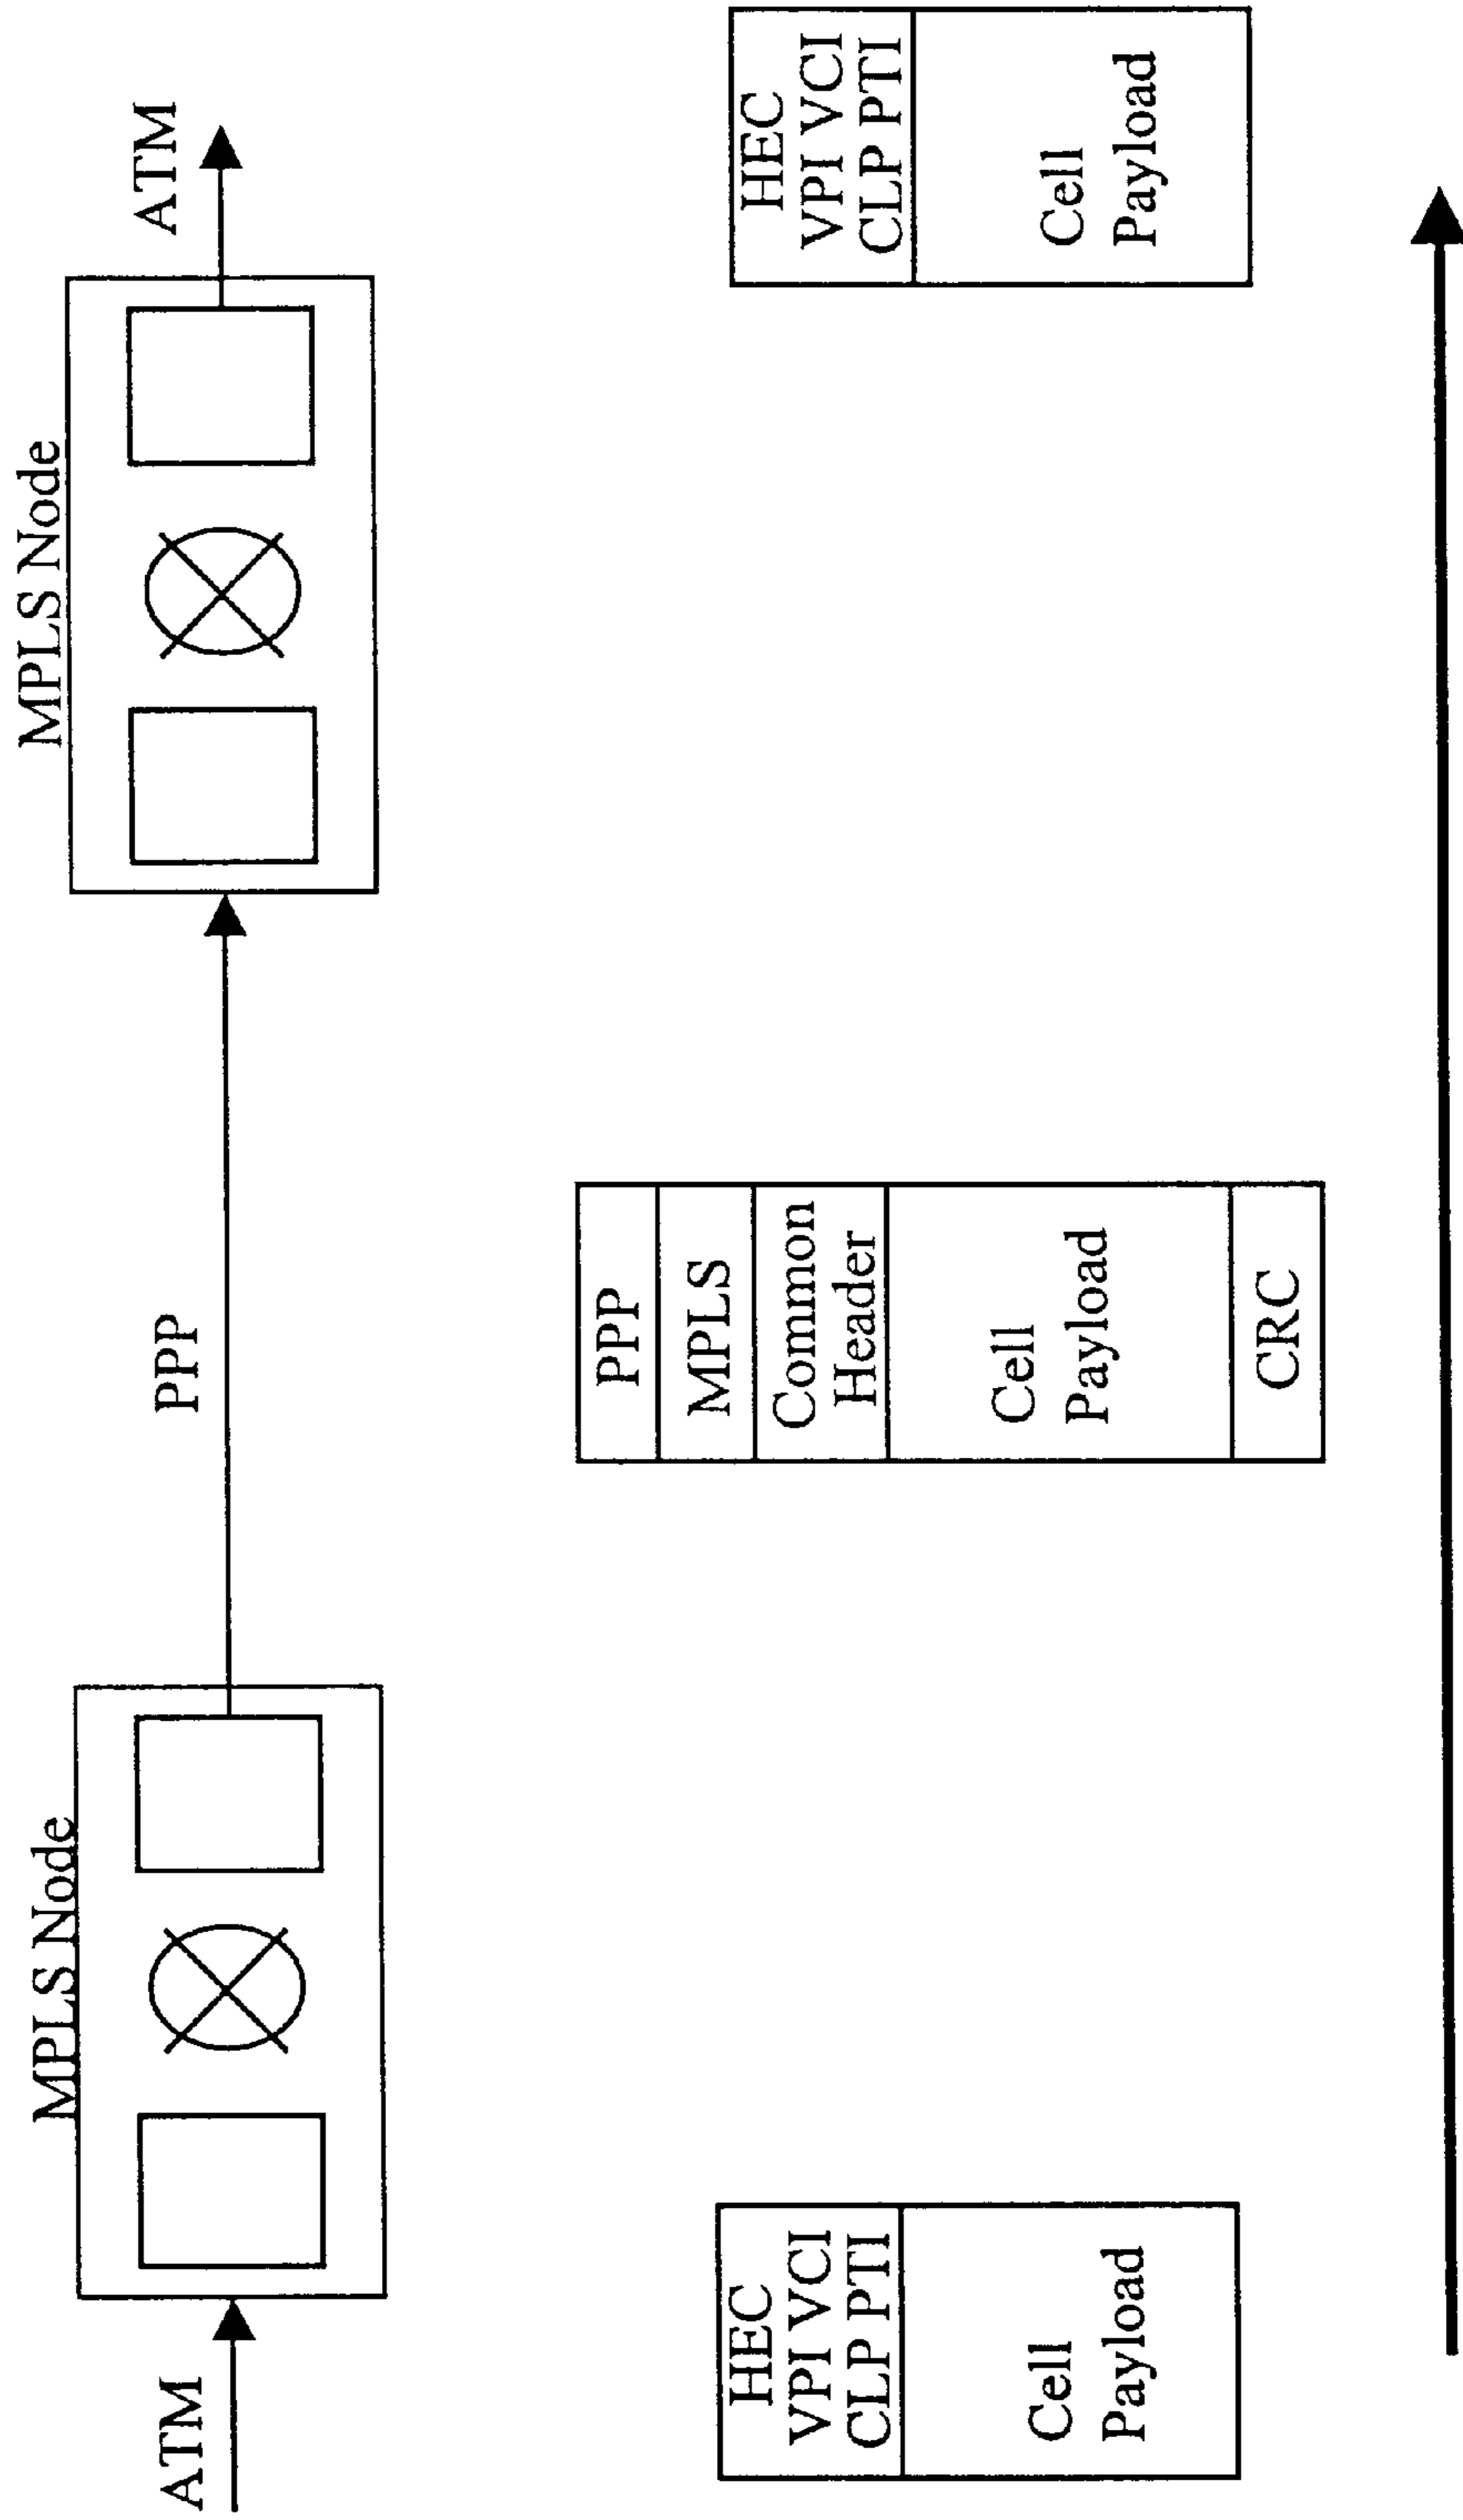 MPLS Node
MPLS Node
ATM
PPP
ATM
HEC
VPI VCI
CLP PTI
Cell
Payload
PPP
MPLS
Common
Header
Cell
Payload
CRC
HEC
VPI VCI
CLP PTI
Cell
Payload